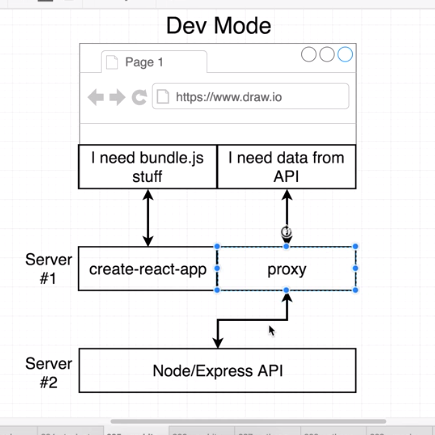 Dev Mode
Page 1
https://www.draw.io
I need bundle.js
stuff
I need data from
API
Server
#1
create-react-app
proxy
Server
#2
Node/Express API